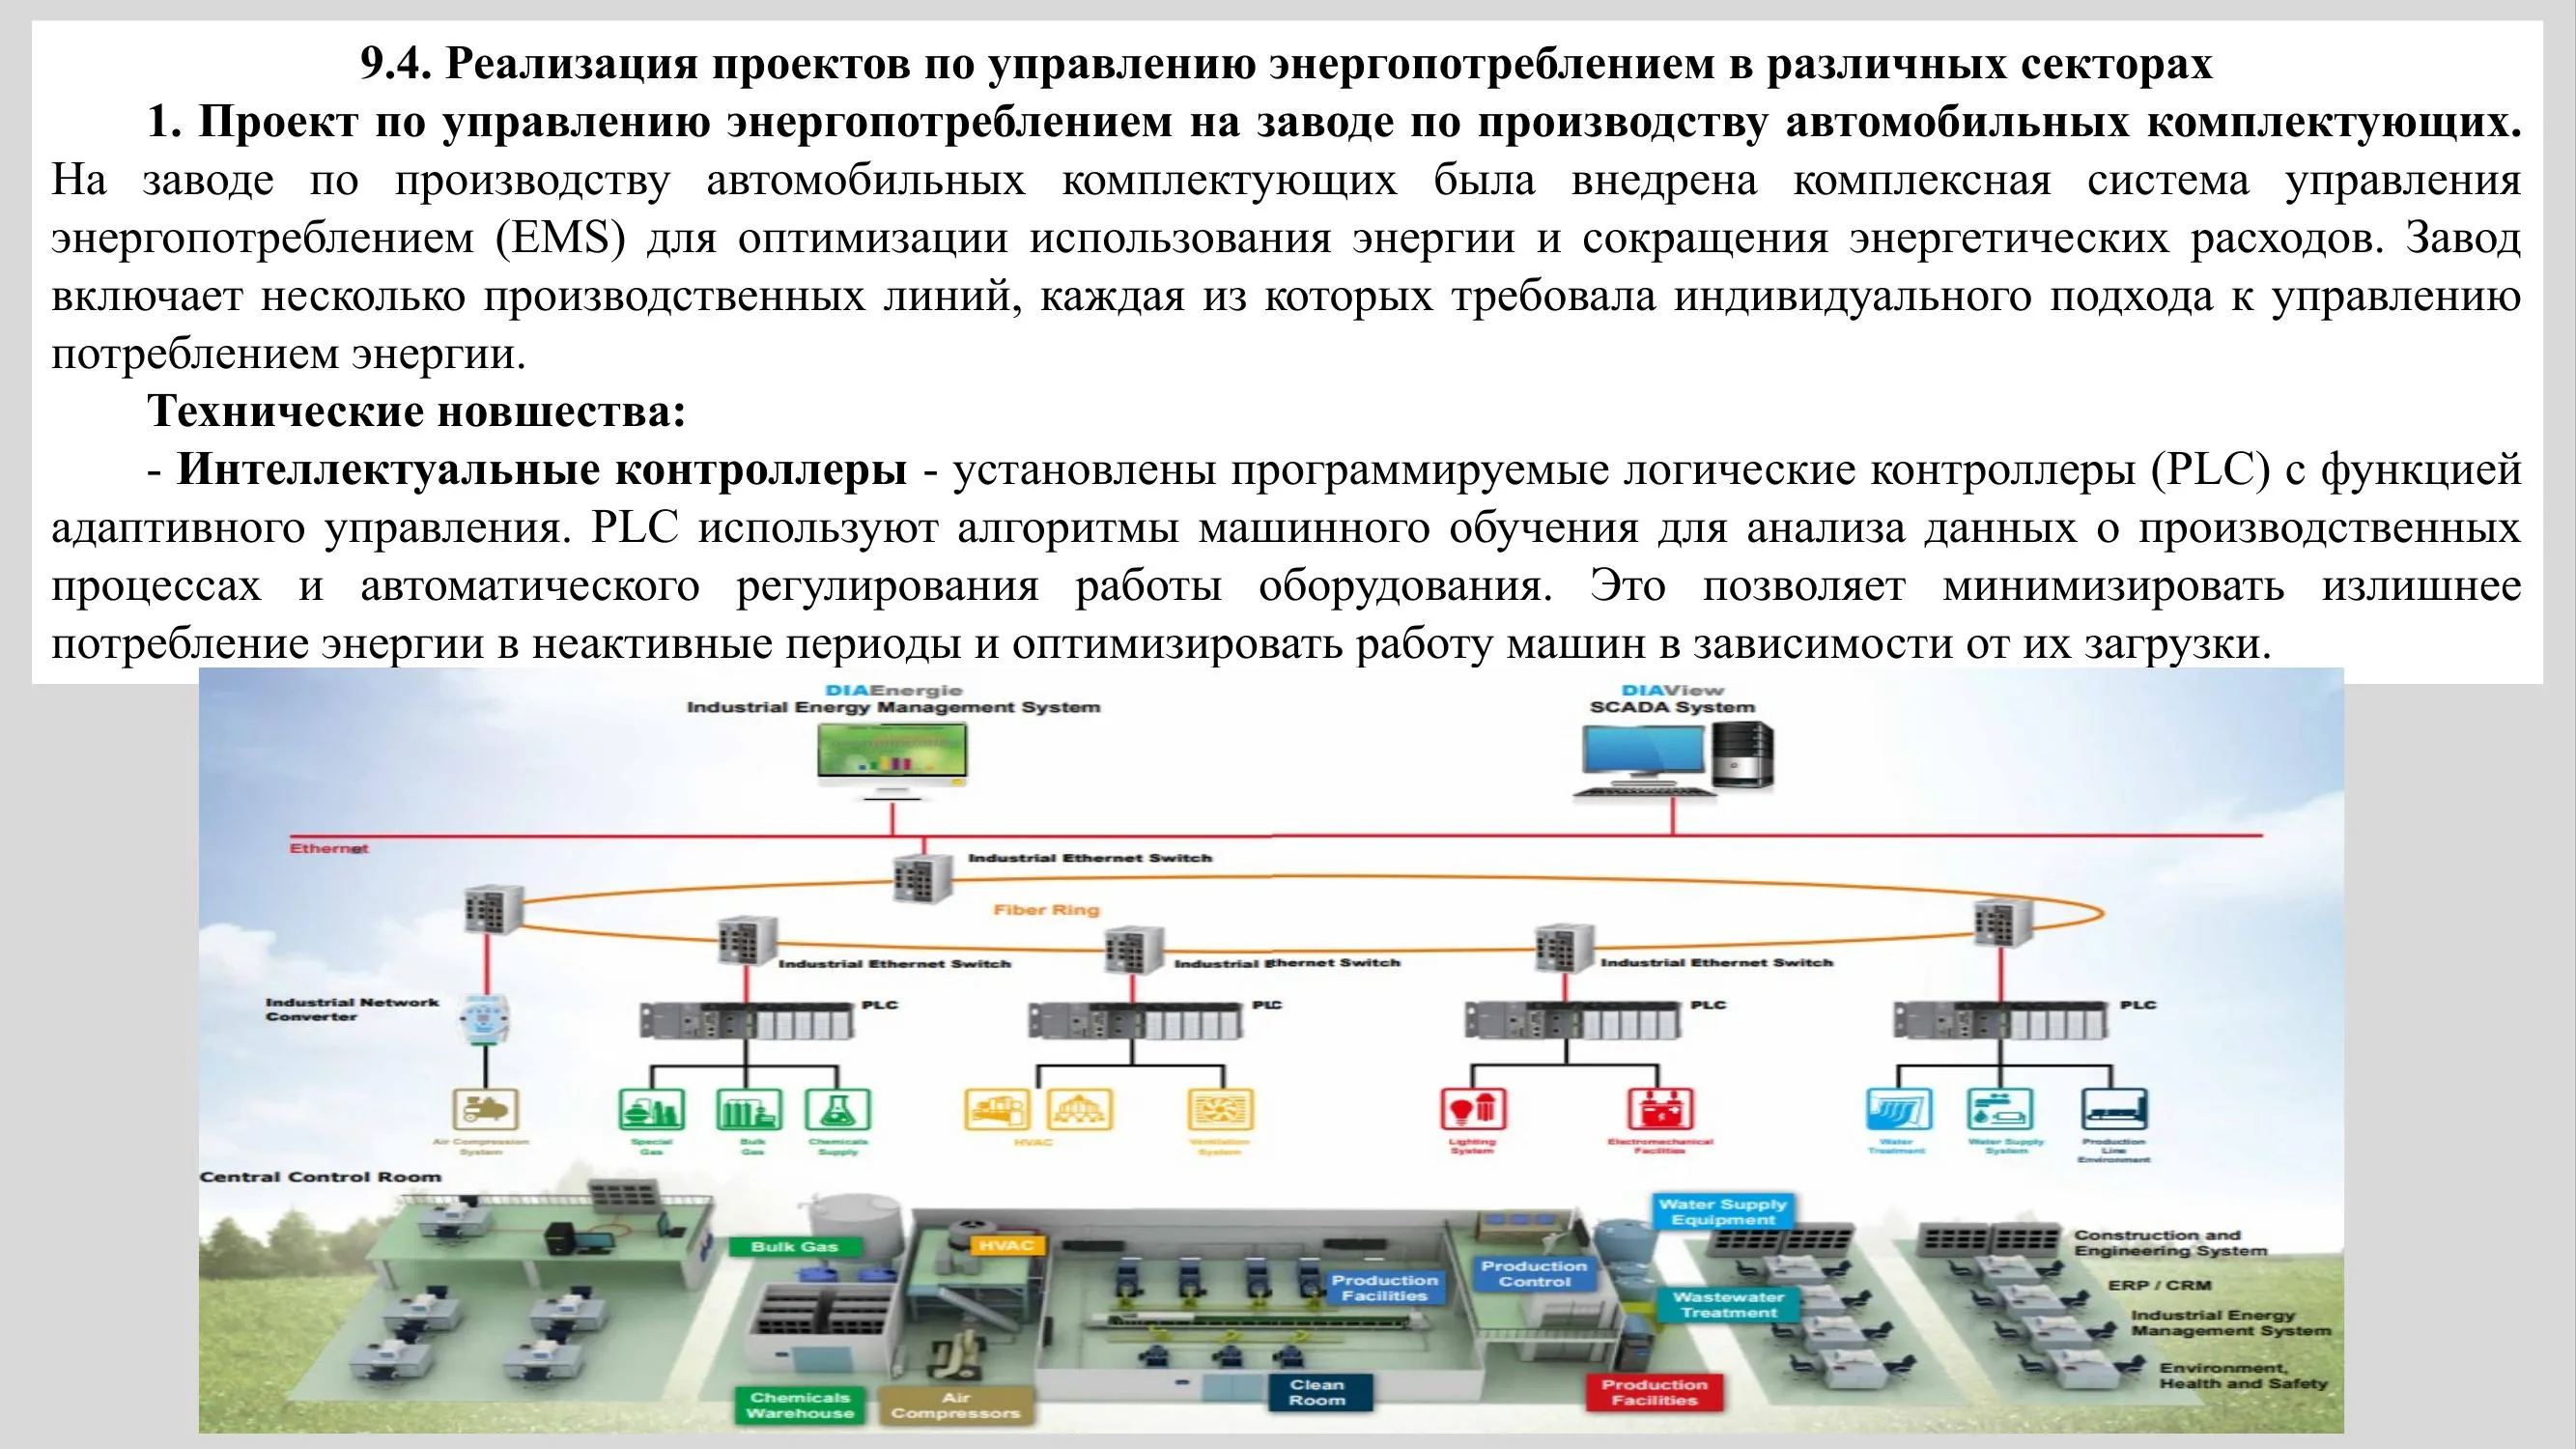 9.4. Реализация проектов по управлению энергопотреблением в различных секторах
1. Проект по управлению энергопотреблением на заводе по производству автомобильных комплектующих.
На заводе по производству автомобильных комплектующих была внедрена комплексная система управления
энергопотреблением (EMS) для оптимизации использования энергии и сокращения энергетических расходов. Завод
включает несколько производственных линий, каждая из которых требовала индивидуального подхода к управлению
потреблением энергии.
Технические новшества:
- Интеллектуальные контроллеры - установлены программируемые логические контроллеры (PLC) с функцией
адаптивного управления. PLC используют алгоритмы машинного обучения для анализа данных о производственных
процессах и автоматического регулирования работы оборудования. Это позволяет минимизировать излишнее
потребление энергии в неактивные периоды и оптимизировать работу машин в зависимости от их загрузки.
DIAEnergie
Industrial Energy Management System
DIAView
SCADA System
Ethernet
Industrial Ethernet Switch
Fiber Ring
Industrial Ethernet Switch
Industrial Ethernet Switch
Industrial Ethernet Switch
Industrial Network
Converter
PLC
PLC
PLC
PLC
Air Compression
System
Special
Gas
Bulk
Gas
Chemicals
Supply
HVAC
Ventilation
System
Lighting
System
Electromechanical
Facilities
Water
Treatment
Water Supply
System
Production
Line
Environment
Central Control Room
Bulk Gas
HVAC
Production
Facilities
Production
Control
Water Supply
Equipment
Wastewater
Treatment
Construction and
Engineering System
ERP / CRM
Industrial Energy
Management System
Environment,
Health and Safety
Chemicals
Warehouse
Air
Compressors
Clean
Room
Production
Facilities